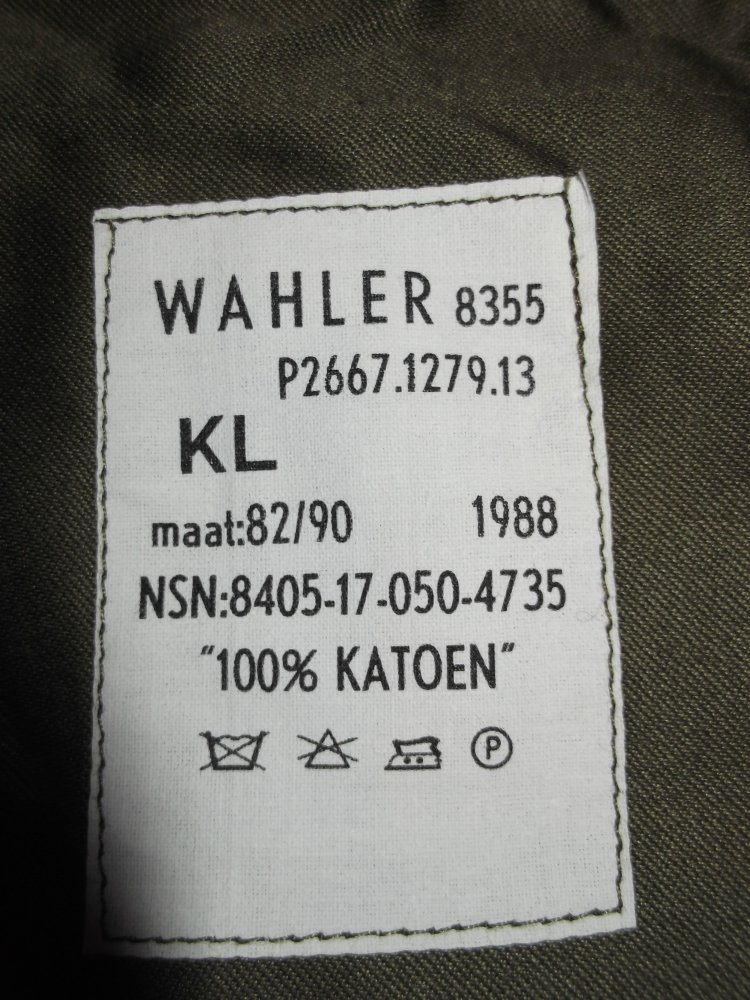 WAHLER 8355
P2667.1279.13
KL
maat:82/90 1988
NSN:8405-17-050-4735
"100% KATOEN"
P